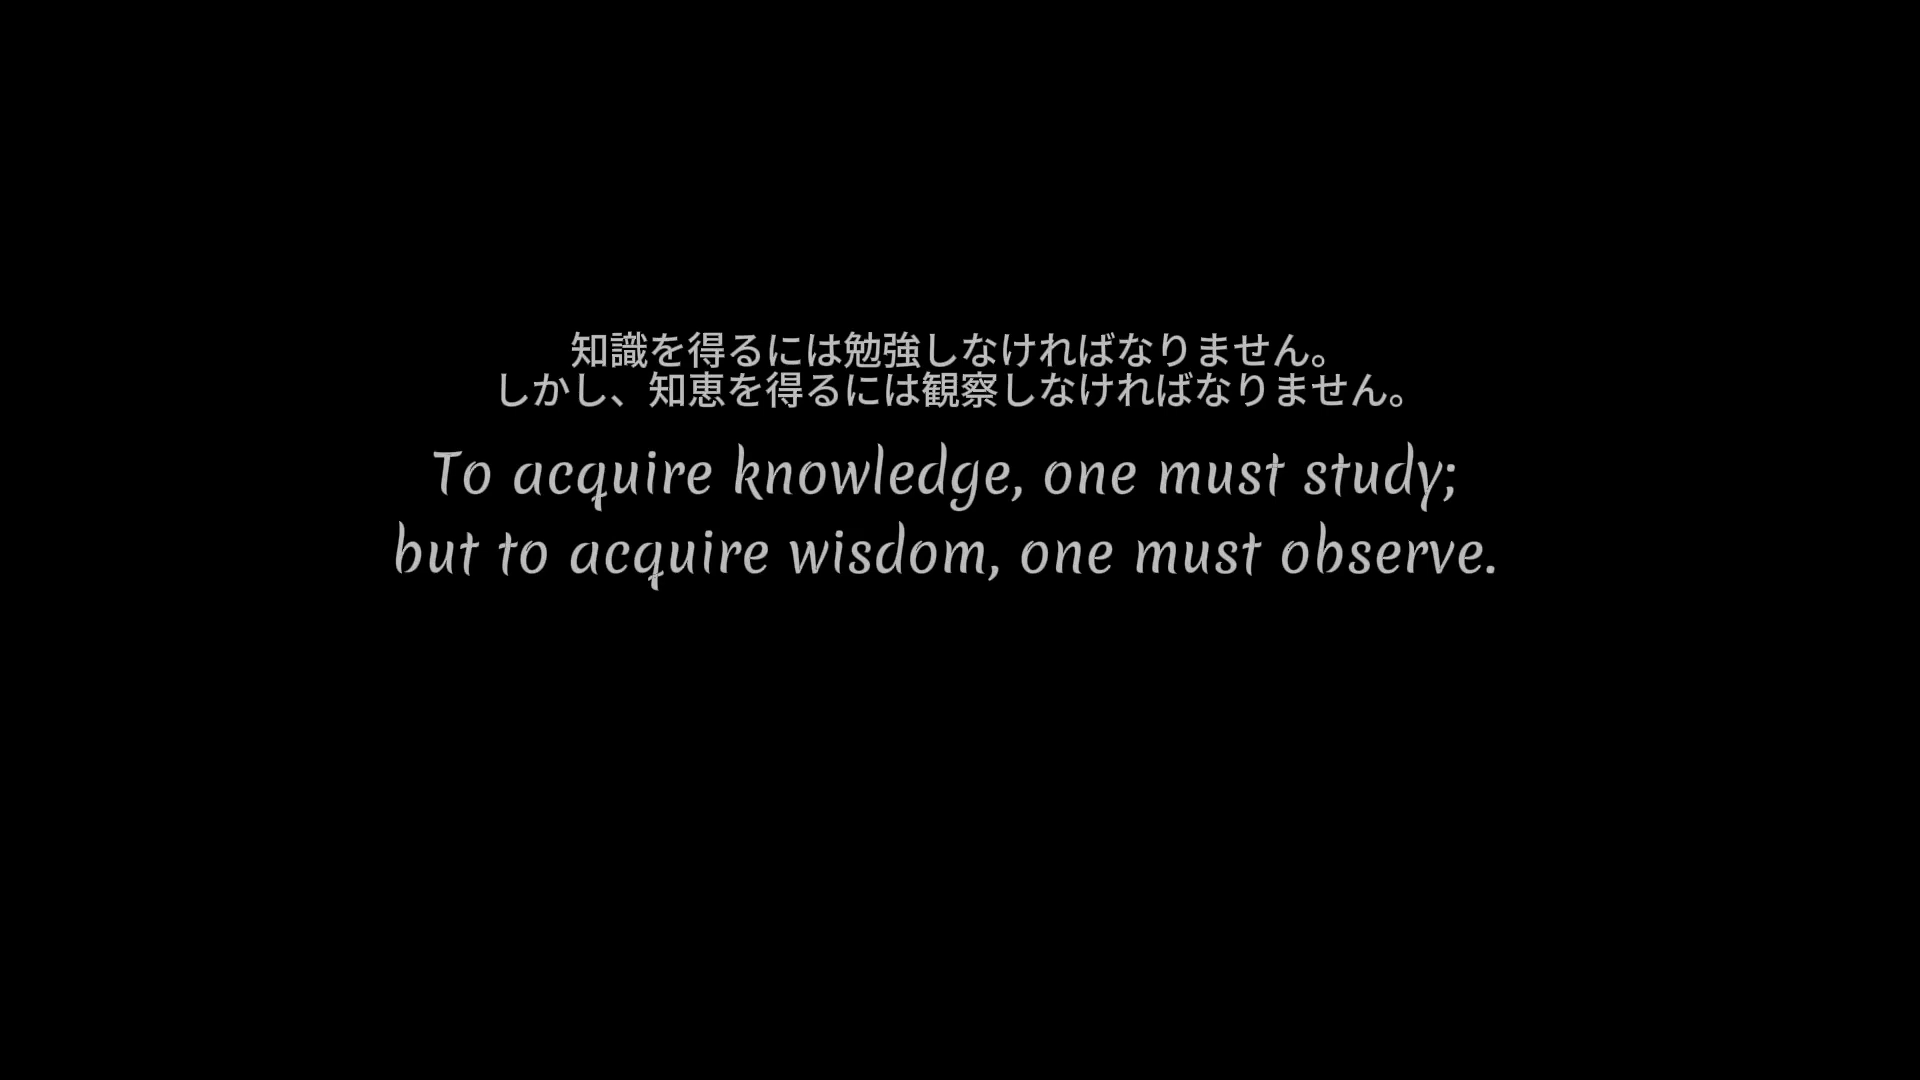 知識を得るには勉強しなければなりません。
しかし、知恵を得るには観察しなければなりません。
To acquire knowledge, one must study;
but to acquire wisdom, one must observe.